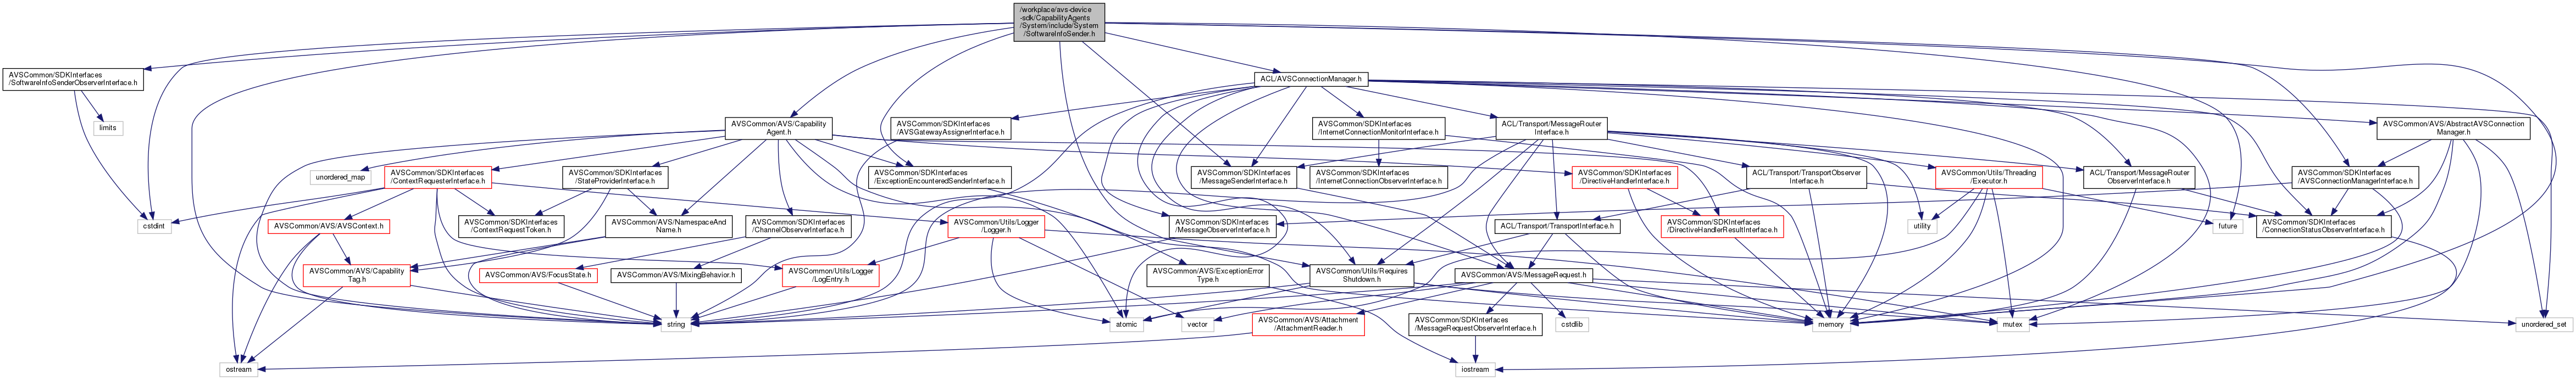 /workplace/avs-device
-sdk/CapabilityAgents
/System/include/System
/SoftwareInfoSender.h
AVSCommon/SDKInterfaces
/SoftwareInfoSenderObserverInterface.h
ACL/AVSConnectionManager.h
limits
AVSCommon/AVS/Capability
Agent.h
AVSCommon/SDKInterfaces
/AVSGatewayAssignerInterface.h
AVSCommon/SDKInterfaces
/InternetConnectionMonitorInterface.h
ACL/Transport/MessageRouter
Interface.h
AVSCommon/AVS/AbstractAVSConnection
Manager.h
unordered_map
AVSCommon/SDKInterfaces
/ContextRequesterInterface.h
AVSCommon/SDKInterfaces
/StateProviderInterface.h
AVSCommon/SDKInterfaces
/ExceptionEncounteredSenderInterface.h
AVSCommon/SDKInterfaces
/MessageSenderInterface.h
AVSCommon/SDKInterfaces
/InternetConnectionObserverInterface.h
AVSCommon/SDKInterfaces
/DirectiveHandlerInterface.h
ACL/Transport/TransportObserver
Interface.h
AVSCommon/Utils/Threading
/Executor.h
ACL/Transport/MessageRouter
ObserverInterface.h
AVSCommon/SDKInterfaces
/AVSConnectionManagerInterface.h
cstdint
AVSCommon/AVS/AVSContext.h
AVSCommon/SDKInterfaces
/ContextRequestToken.h
AVSCommon/AVS/NamespaceAnd
Name.h
AVSCommon/SDKInterfaces
/ChannelObserverInterface.h
AVSCommon/Utils/Logger
/Logger.h
AVSCommon/SDKInterfaces
/MessageObserverInterface.h
ACL/Transport/TransportInterface.h
AVSCommon/SDKInterfaces
/DirectiveHandlerResultInterface.h
utility
future
AVSCommon/SDKInterfaces
/ConnectionStatusObserverInterface.h
AVSCommon/AVS/Capability
Tag.h
AVSCommon/AVS/FocusState.h
AVSCommon/AVS/MixingBehavior.h
AVSCommon/Utils/Logger
/LogEntry.h
AVSCommon/AVS/ExceptionError
Type.h
AVSCommon/Utils/Requires
Shutdown.h
AVSCommon/AVS/MessageRequest.h
string
atomic
vector
AVSCommon/AVS/Attachment
/AttachmentReader.h
AVSCommon/SDKInterfaces
/MessageRequestObserverInterface.h
cstdlib
memory
mutex
unordered_set
ostream
iostream